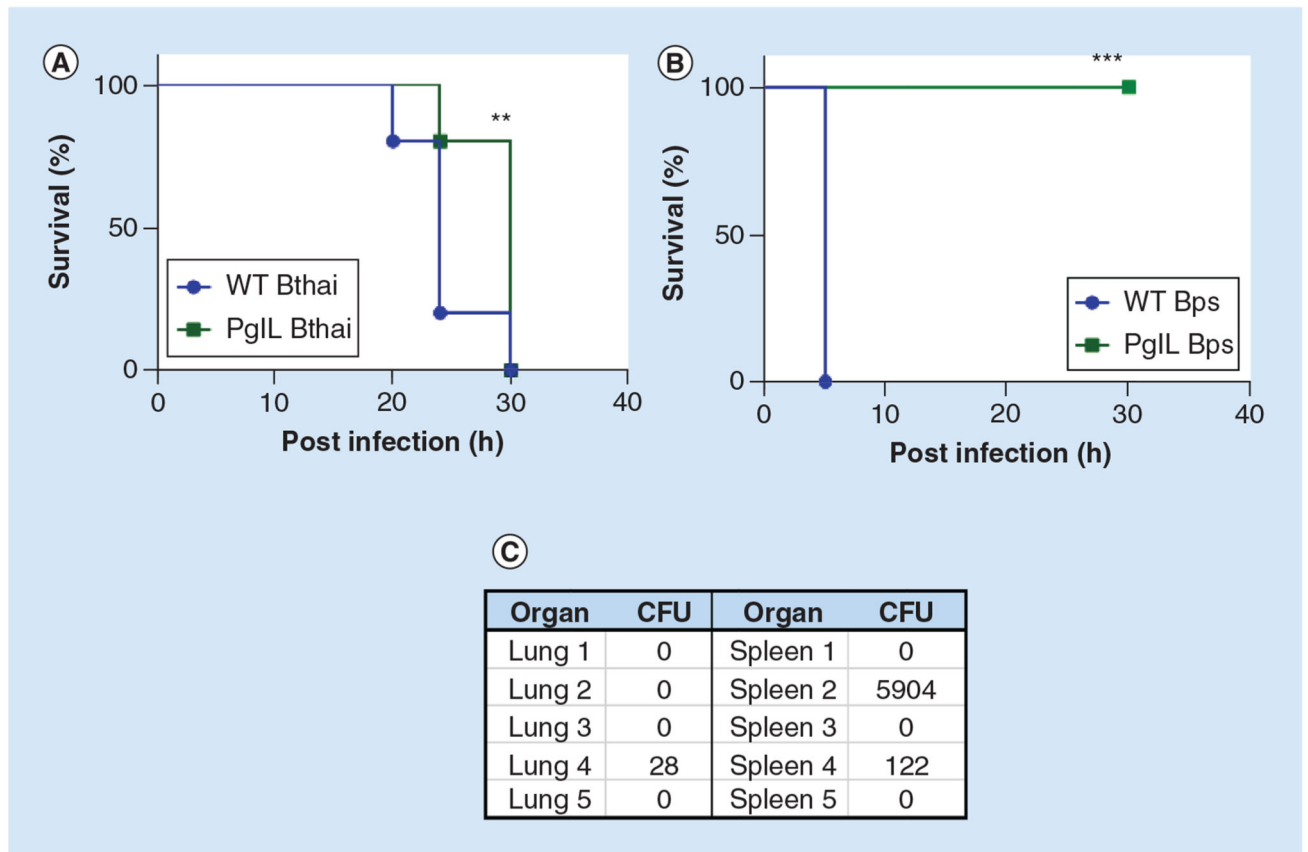 A
Survival (%)
100
50
0
**
WT Bthai
PglL Bthai
0 10 20 30 40
Post infection (h)
B
Survival (%)
100
50
0
***
WT Bps
PglL Bps
0 10 20 30 40
Post infection (h)
C
Organ CFU Organ CFU
Lung 1 0 Spleen 1 0
Lung 2 0 Spleen 2 5904
Lung 3 0 Spleen 3 0
Lung 4 28 Spleen 4 122
Lung 5 0 Spleen 5 0